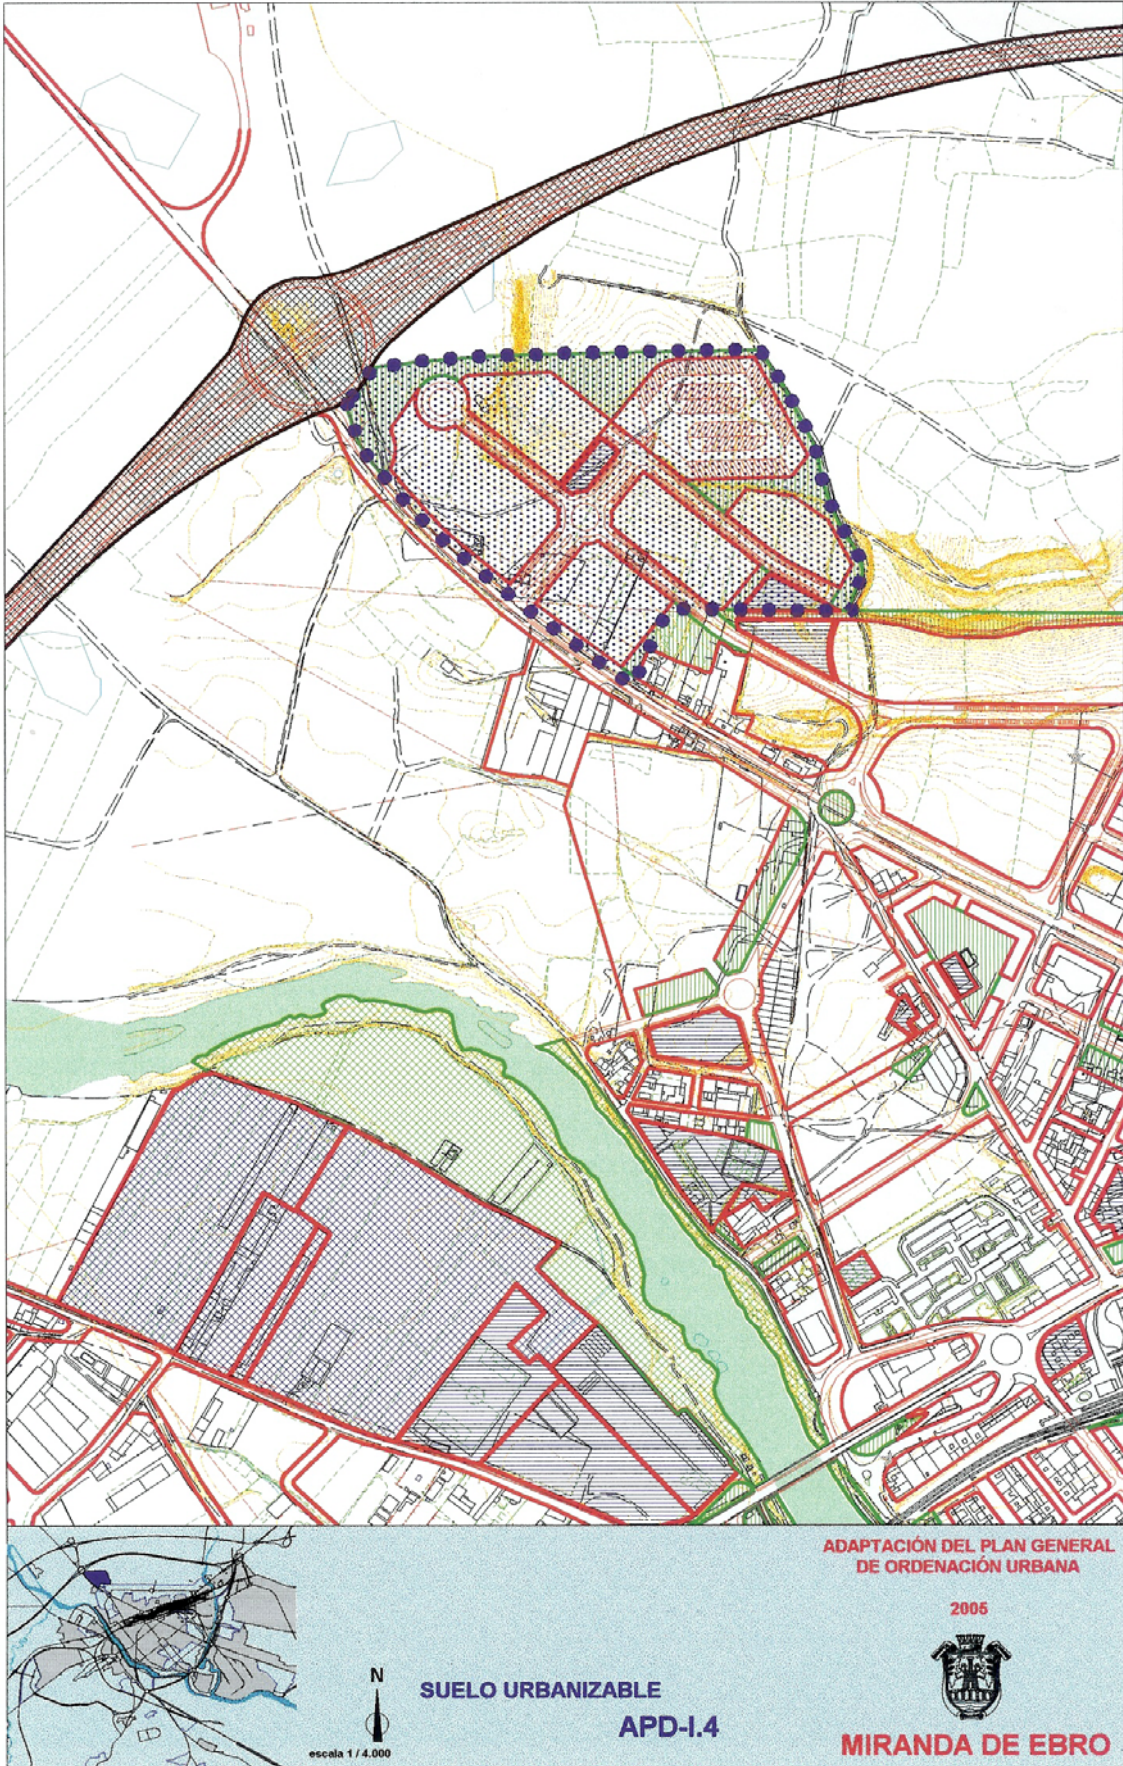 ADAPTACIÓN DEL PLAN GENERAL
DE ORDENACIÓN URBANA
2005
N
escala 1 / 4.000
SUELO URBANIZABLE
APD-I.4
MIRANDA DE EBRO